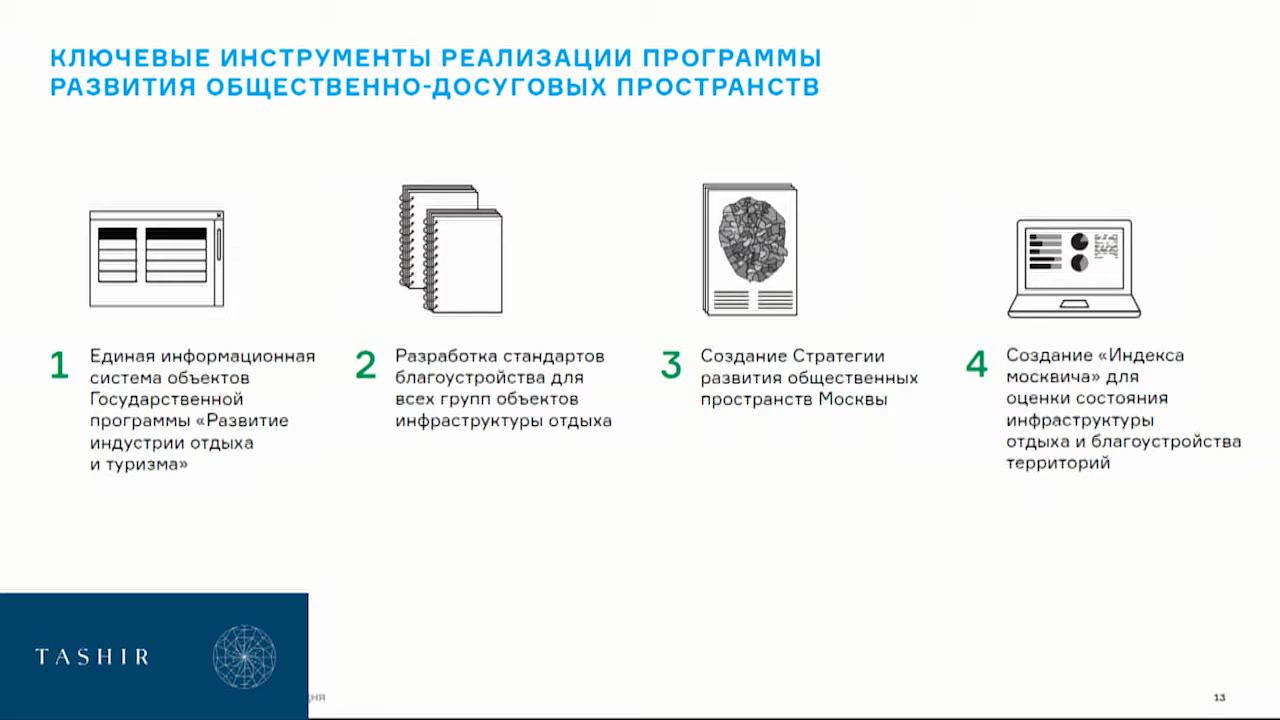 КЛЮЧЕВЫЕ ИНСТРУМЕНТЫ РЕАЛИЗАЦИИ ПРОГРАММЫ
РАЗВИТИЯ ОБЩЕСТВЕННО-ДОСУГОВЫХ ПРОСТРАНСТВ
1
Единая информационная
система объектов
Государственной
программы «Развитие
индустрии отдыха
и туризма»
2
Разработка стандартов
благоустройства для
всех групп объектов
инфраструктуры отдыха
3
Создание Стратегии
развития общественных
пространств Москвы
4
Создание «Индекса
москвича» для
оценки состояния
инфраструктуры
отдыха и благоустройства
территорий
TASHIR
13